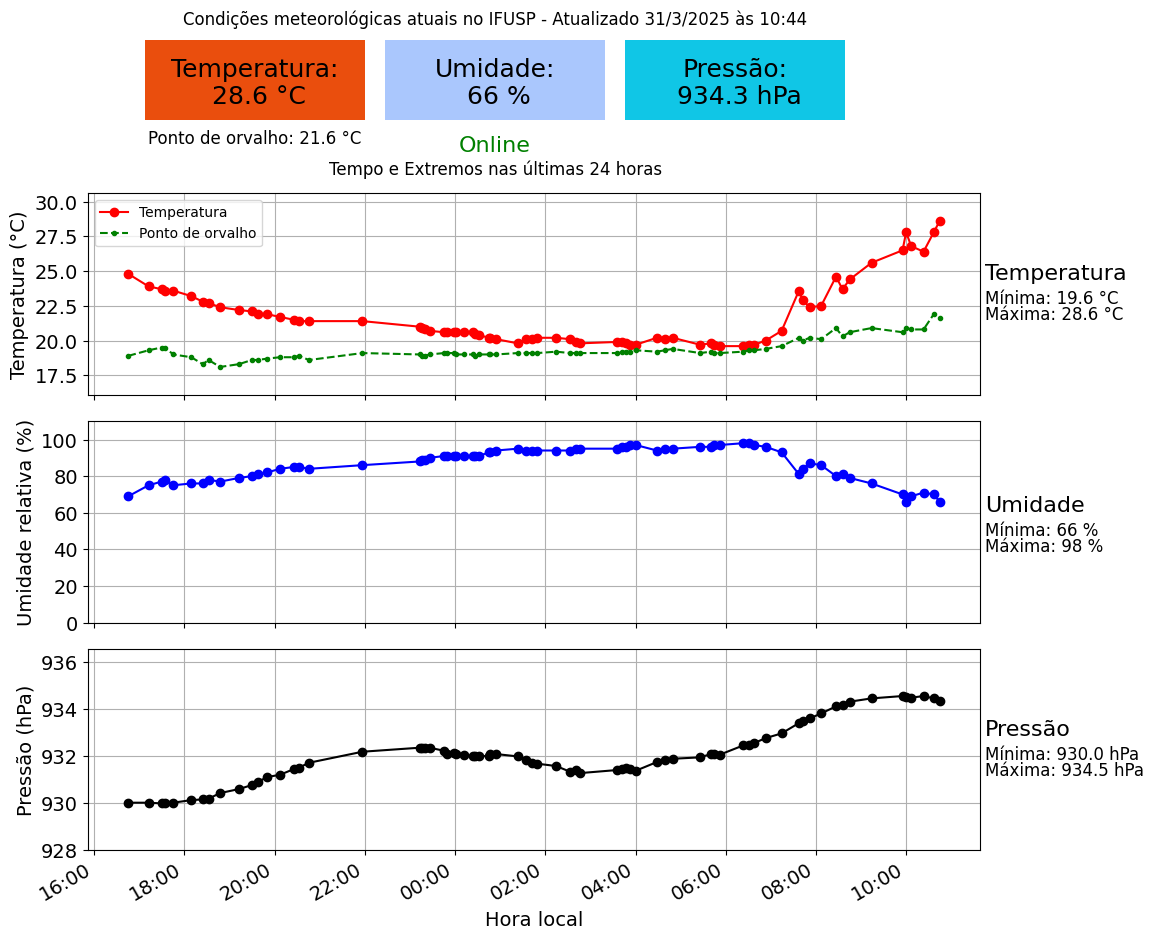 Condições meteorológicas atuais no IFUSP - Atualizado 31/3/2025 às 10:44
Temperatura:
28.6 °C
Umidade:
66 %
Pressão:
934.3 hPa
Ponto de orvalho: 21.6 °C
Online
Tempo e Extremos nas últimas 24 horas
Temperatura (°C)
30.0
27.5
25.0
22.5
20.0
17.5
Temperatura
Ponto de orvalho
Temperatura
Mínima: 19.6 °C
Máxima: 28.6 °C
Umidade relativa (%)
100
80
60
40
20
0
Umidade
Mínima: 66 %
Máxima: 98 %
Pressão (hPa)
936
934
932
930
928
Pressão
Mínima: 930.0 hPa
Máxima: 934.5 hPa
16:00
18:00
20:00
22:00
00:00
02:00
04:00
06:00
08:00
10:00
Hora local